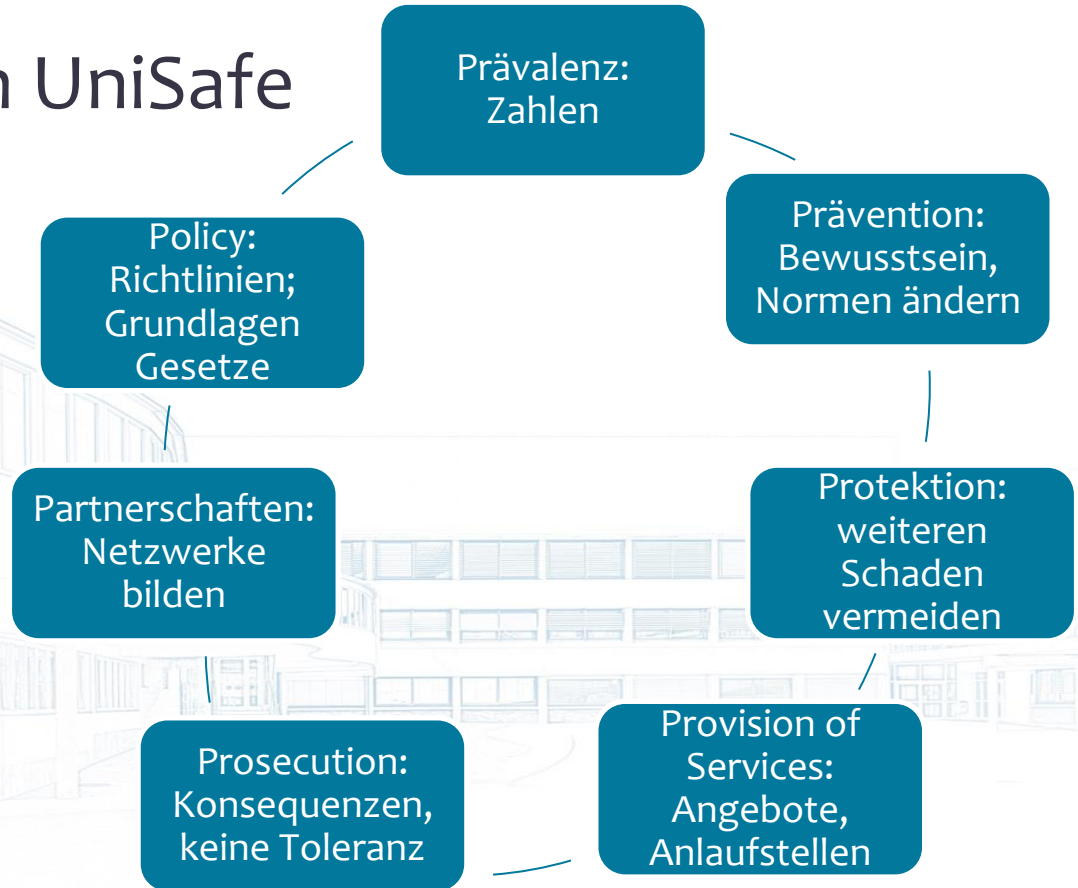 n UniSafe
Prävalenz:
Zahlen
Prävention:
Bewusstsein,
Normen ändern
Protektion:
weiteren
Schaden
vermeiden
Provision of
Services:
Angebote,
Anlaufstellen
Prosecution:
Konsequenzen,
keine Toleranz
Partnerschaften:
Netzwerke
bilden
Policy:
Richtlinien;
Grundlagen
Gesetze